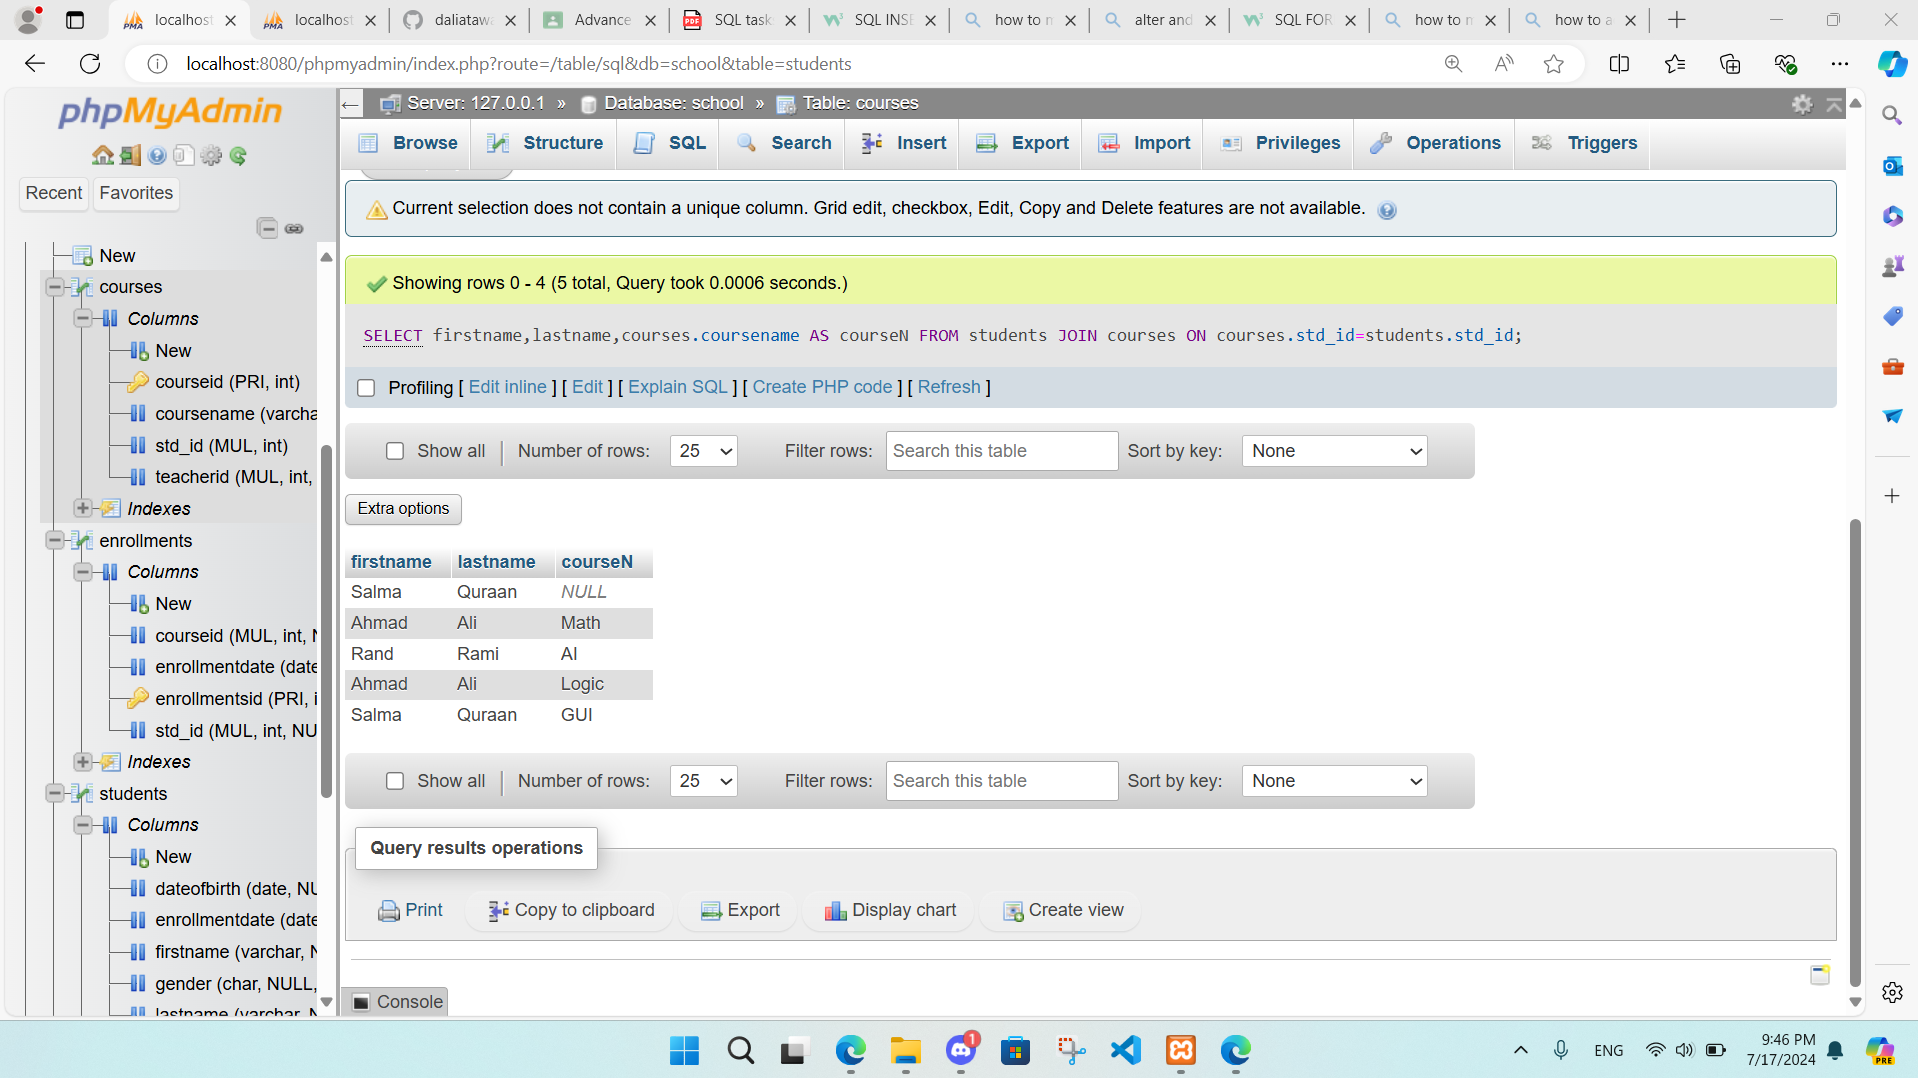 localhost
localhost
daliataw
Advance
SQL task
SQL INSE
how to m
alter and
SQL FOR
how to m
how to a
localhost:8080/phpmyadmin/index.php?route=/table/sql&db=school&table=students
phpMyAdmin
Recent
Favorites
New
courses
Columns
New
courseid (PRI, int)
coursename (varcha
std_id (MUL, int)
teacherid (MUL, int,
Indexes
enrollments
Columns
New
courseid (MUL, int, N
enrollmentdate (date
enrollmentsid (PRI, i
std_id (MUL, int, NU
Indexes
students
Columns
New
dateofbirth (date, NU
enrollmentdate (date
firstname (varchar, N
gender (char, NULL,
lastname (varchar, N
Server: 127.0.0.1 » Database: school » Table: courses
Browse
Structure
SQL
Search
Insert
Export
Import
Privileges
Operations
Triggers
Current selection does not contain a unique column. Grid edit, checkbox, Edit, Copy and Delete features are not available.
Showing rows 0 - 4 (5 total, Query took 0.0006 seconds.)
SELECT firstname,lastname,courses.coursename AS courseN FROM students JOIN courses ON courses.std_id=students.std_id;
Profiling [ Edit inline ] [ Edit ] [ Explain SQL ] [ Create PHP code ] [ Refresh ]
Show all | Number of rows: 25 Filter rows: Search this table Sort by key: None
Extra options
firstname lastname courseN
Salma Quraan NULL
Ahmad Ali Math
Rand Rami AI
Ahmad Ali Logic
Salma Quraan GUI
Show all | Number of rows: 25 Filter rows: Search this table Sort by key: None
Query results operations
Print
Copy to clipboard
Export
Display chart
Create view
Console
1
ENG
9:46 PM
7/17/2024
PRE